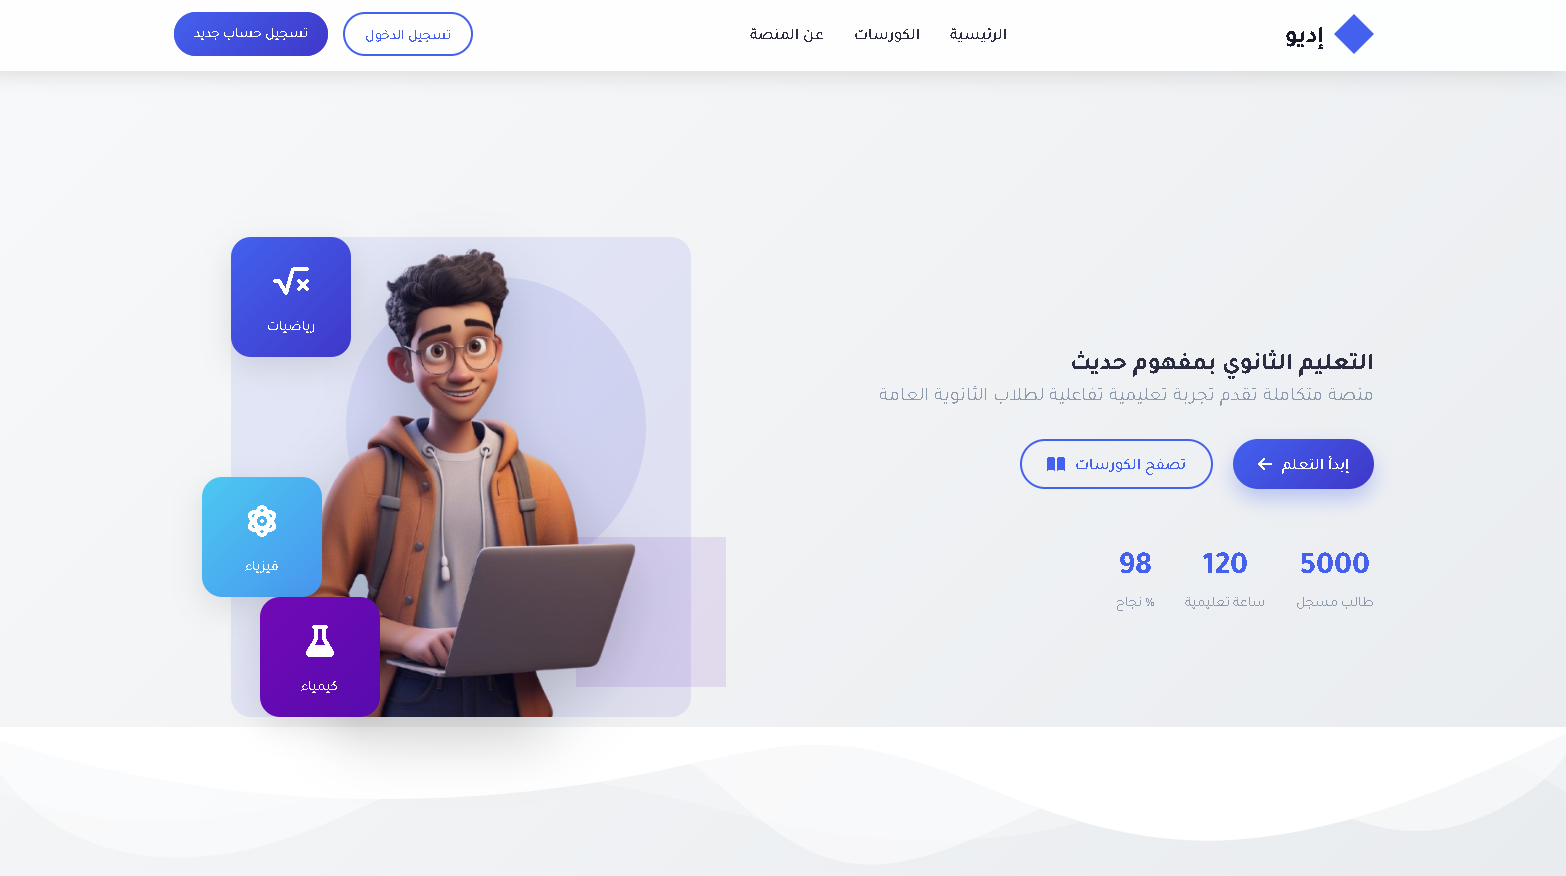 إديو
الرئيسية
الكورسات
عن المنصة
تسجيل الدخول
تسجيل حساب جديد
التعليم الثانوي بمفهوم حديث
منصة متكاملة تقدم تجربة تعليمية تفاعلية لطلاب الثانوية العامة
إبدأ التعلم
تصفح الكورسات
5000
طالب مسجل
120
ساعة تعليمية
98
% نجاح
رياضيات
فيزياء
كيمياء